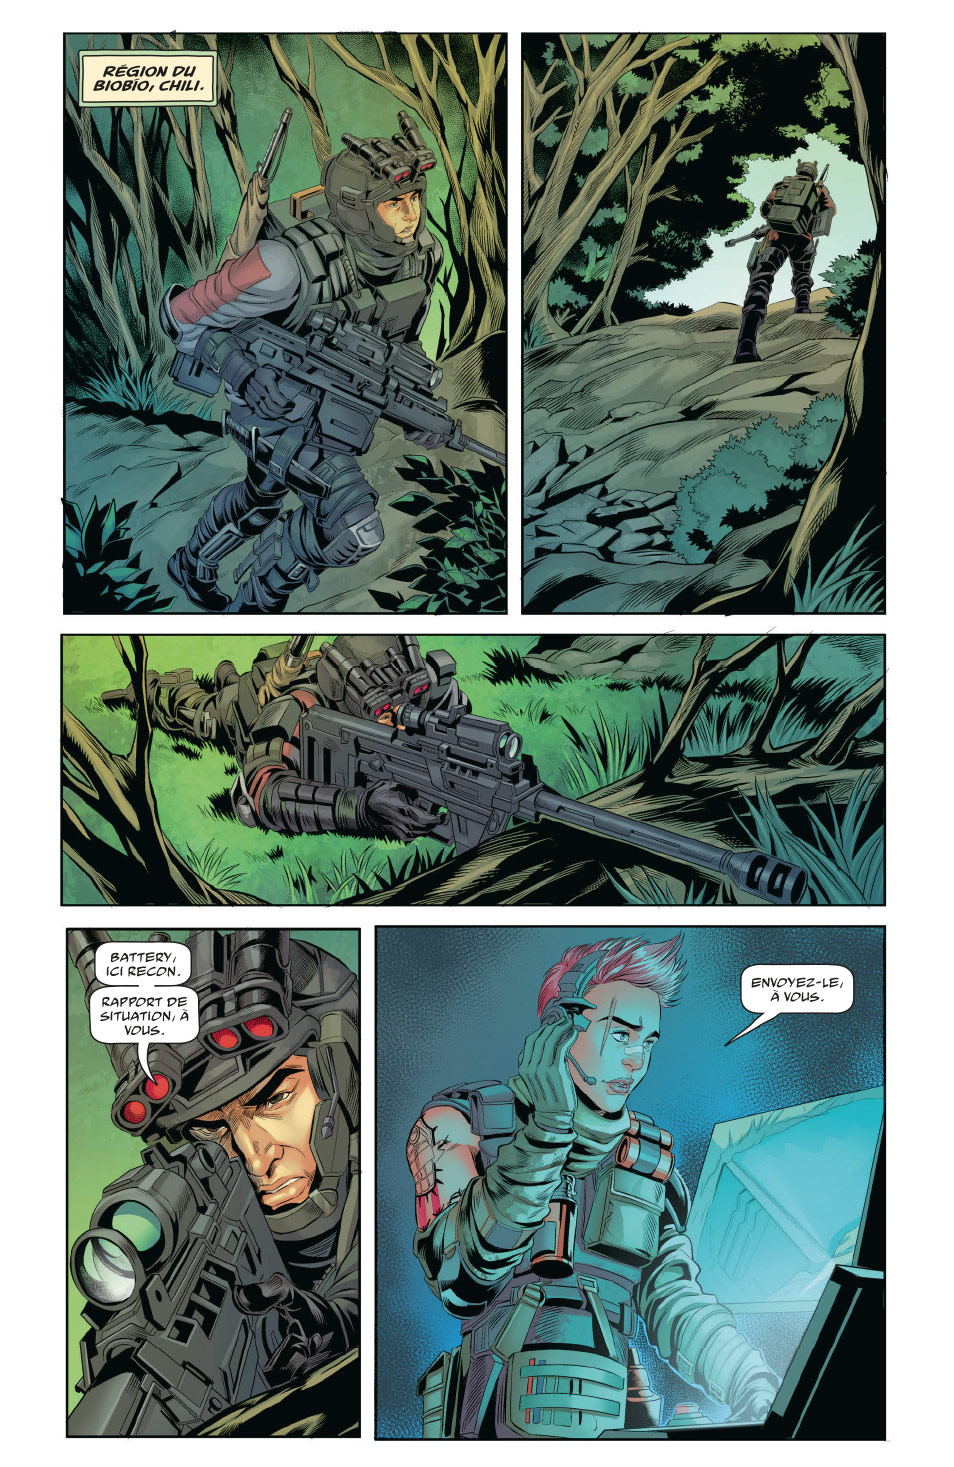 RÉGION DU
BIOBÍO, CHILI.
BATTERY,
ICI RECON.
RAPPORT DE
SITUATION, À
VOUS.
ENVOYEZ-LE,
À VOUS.